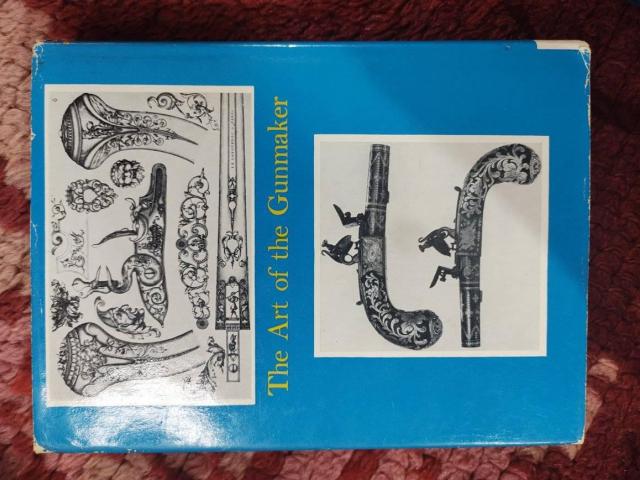 The Art of the Gunmaker